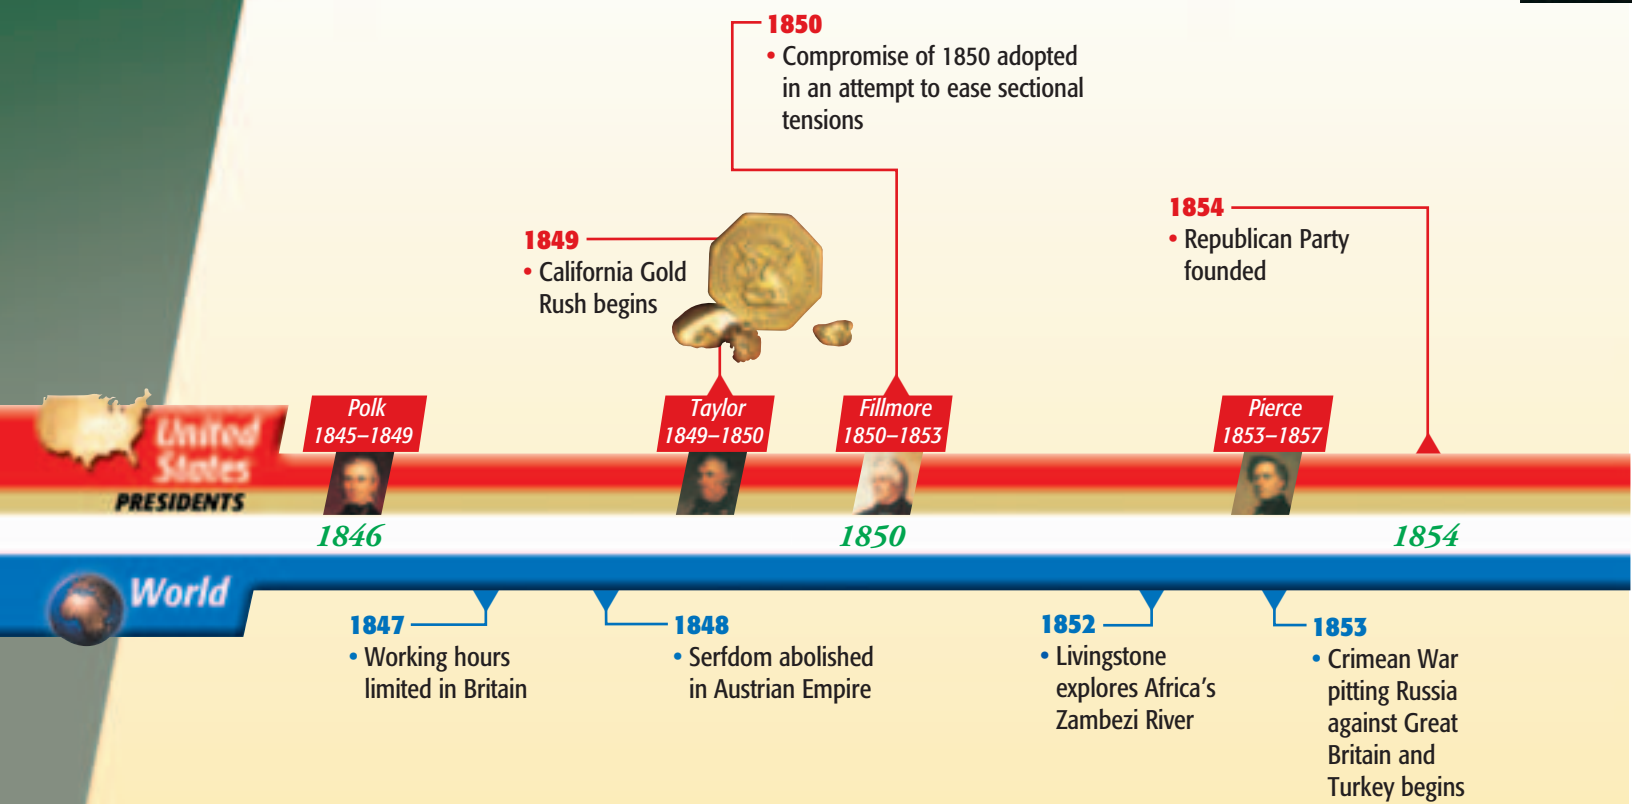 1850
• Compromise of 1850 adopted
in an attempt to ease sectional
tensions
1849
• California Gold
Rush begins
1854
• Republican Party
founded
United
States
PRESIDENTS
Polk
1845–1849
Taylor
1849–1850
Fillmore
1850–1853
Pierce
1853–1857
1846
1850
1854
World
1847
• Working hours
limited in Britain
1848
• Serfdom abolished
in Austrian Empire
1852
• Livingstone
explores Africa’s
Zambezi River
1853
• Crimean War
pitting Russia
against Great
Britain and
Turkey begins